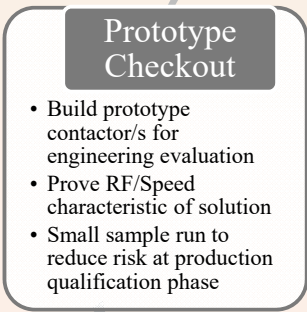 Prototype
Checkout
• Build prototype
contactor/s for
engineering evaluation
• Prove RF/Speed
characteristic of solution
• Small sample run to
reduce risk at production
qualification phase